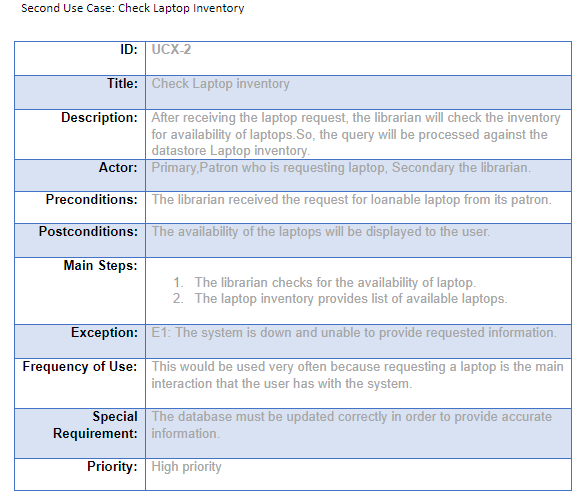 Second Use Case: Check Laptop Inventory
ID: UCX-2
Title: Check Laptop inventory
Description: After receiving the laptop request, the librarian will check the inventory
for availability of laptops.So, the query will be processed against the
datastore Laptop inventory.
Actor: Primary,Patron who is requesting laptop, Secondary the librarian.
Preconditions: The librarian received the request for loanable laptop from its patron.
Postconditions: The availability of the laptops will be displayed to the user.
Main Steps:
1. The librarian checks for the availability of laptop.
2. The laptop inventory provides list of available laptops.
Exception: E1: The system is down and unable to provide requested information.
Frequency of Use: This would be used very often because requesting a laptop is the main
interaction that the user has with the system.
Special The database must be updated correctly in order to provide accurate
Requirement: information.
Priority: High priority